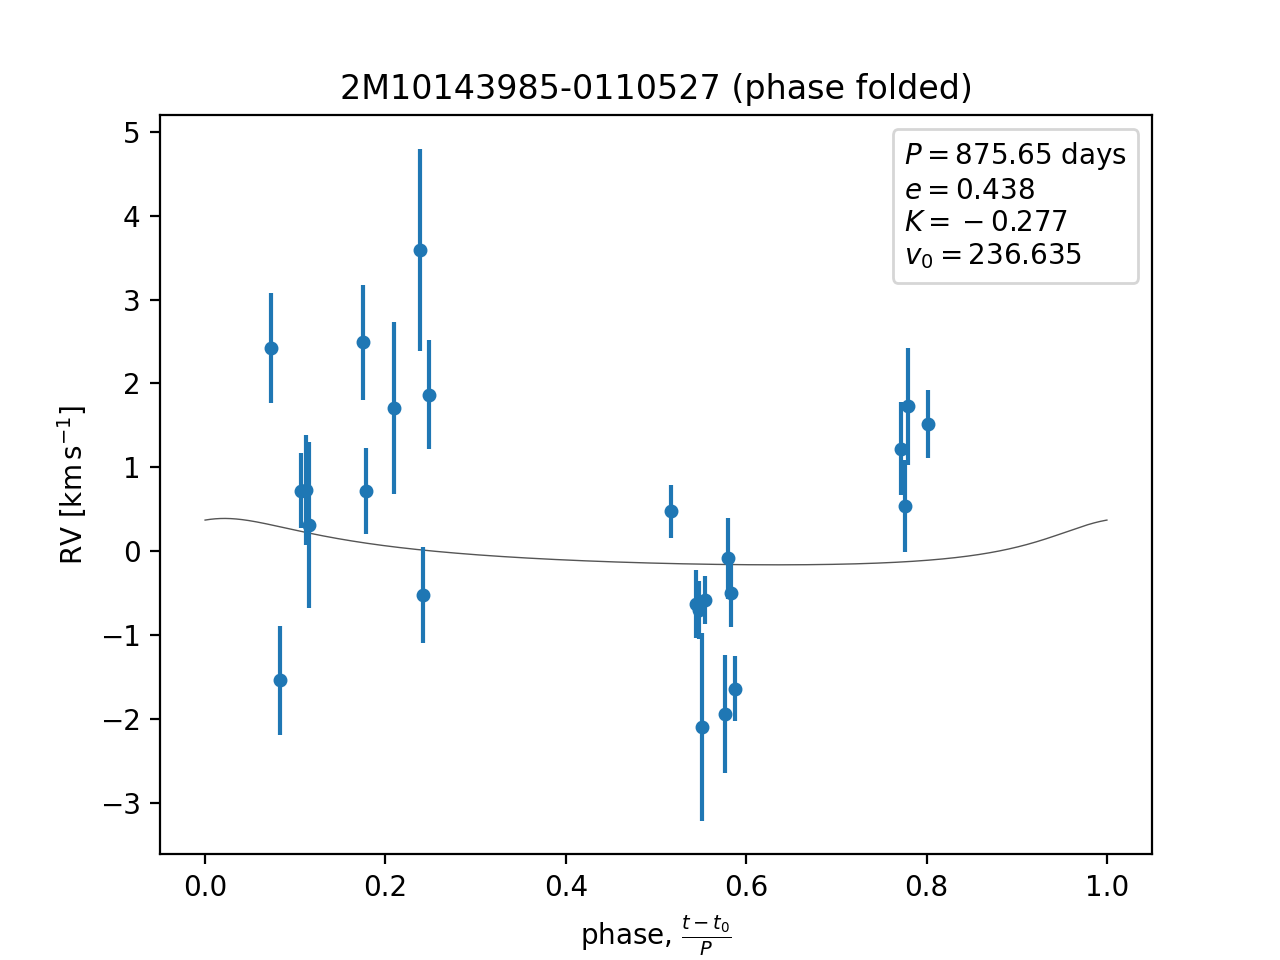 2M10143985-0110527 (phase folded)
P = 875.65 days
e = 0.438
K = −0.277
v₀ = 236.635
5
4
3
2
1
0
−1
−2
−3
RV [km s⁻¹]
0.0 0.2 0.4 0.6 0.8 1.0
phase, (t − t₀)/P